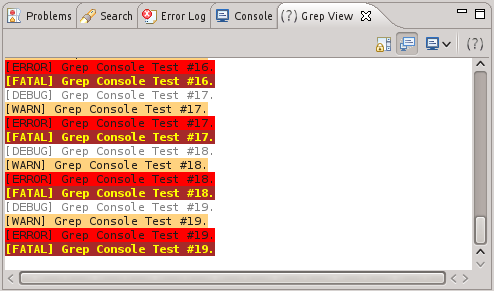 Problems Search Error Log Console (?) Grep View
(?)
[ERROR] Grep Console Test #16.
[FATAL] Grep Console Test #16.
[DEBUG] Grep Console Test #17.
[WARN] Grep Console Test #17.
[ERROR] Grep Console Test #17.
[FATAL] Grep Console Test #17.
[DEBUG] Grep Console Test #18.
[WARN] Grep Console Test #18.
[ERROR] Grep Console Test #18.
[FATAL] Grep Console Test #18.
[DEBUG] Grep Console Test #19.
[WARN] Grep Console Test #19.
[ERROR] Grep Console Test #19.
[FATAL] Grep Console Test #19.